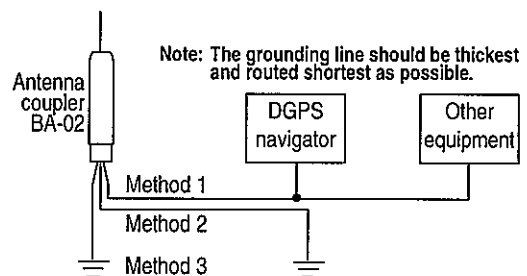 Note: The grounding line should be thickest
and routed shortest as possible.
Antenna
coupler
BA-02
DGPS
navigator
Other
equipment
Method 1
Method 2
Method 3